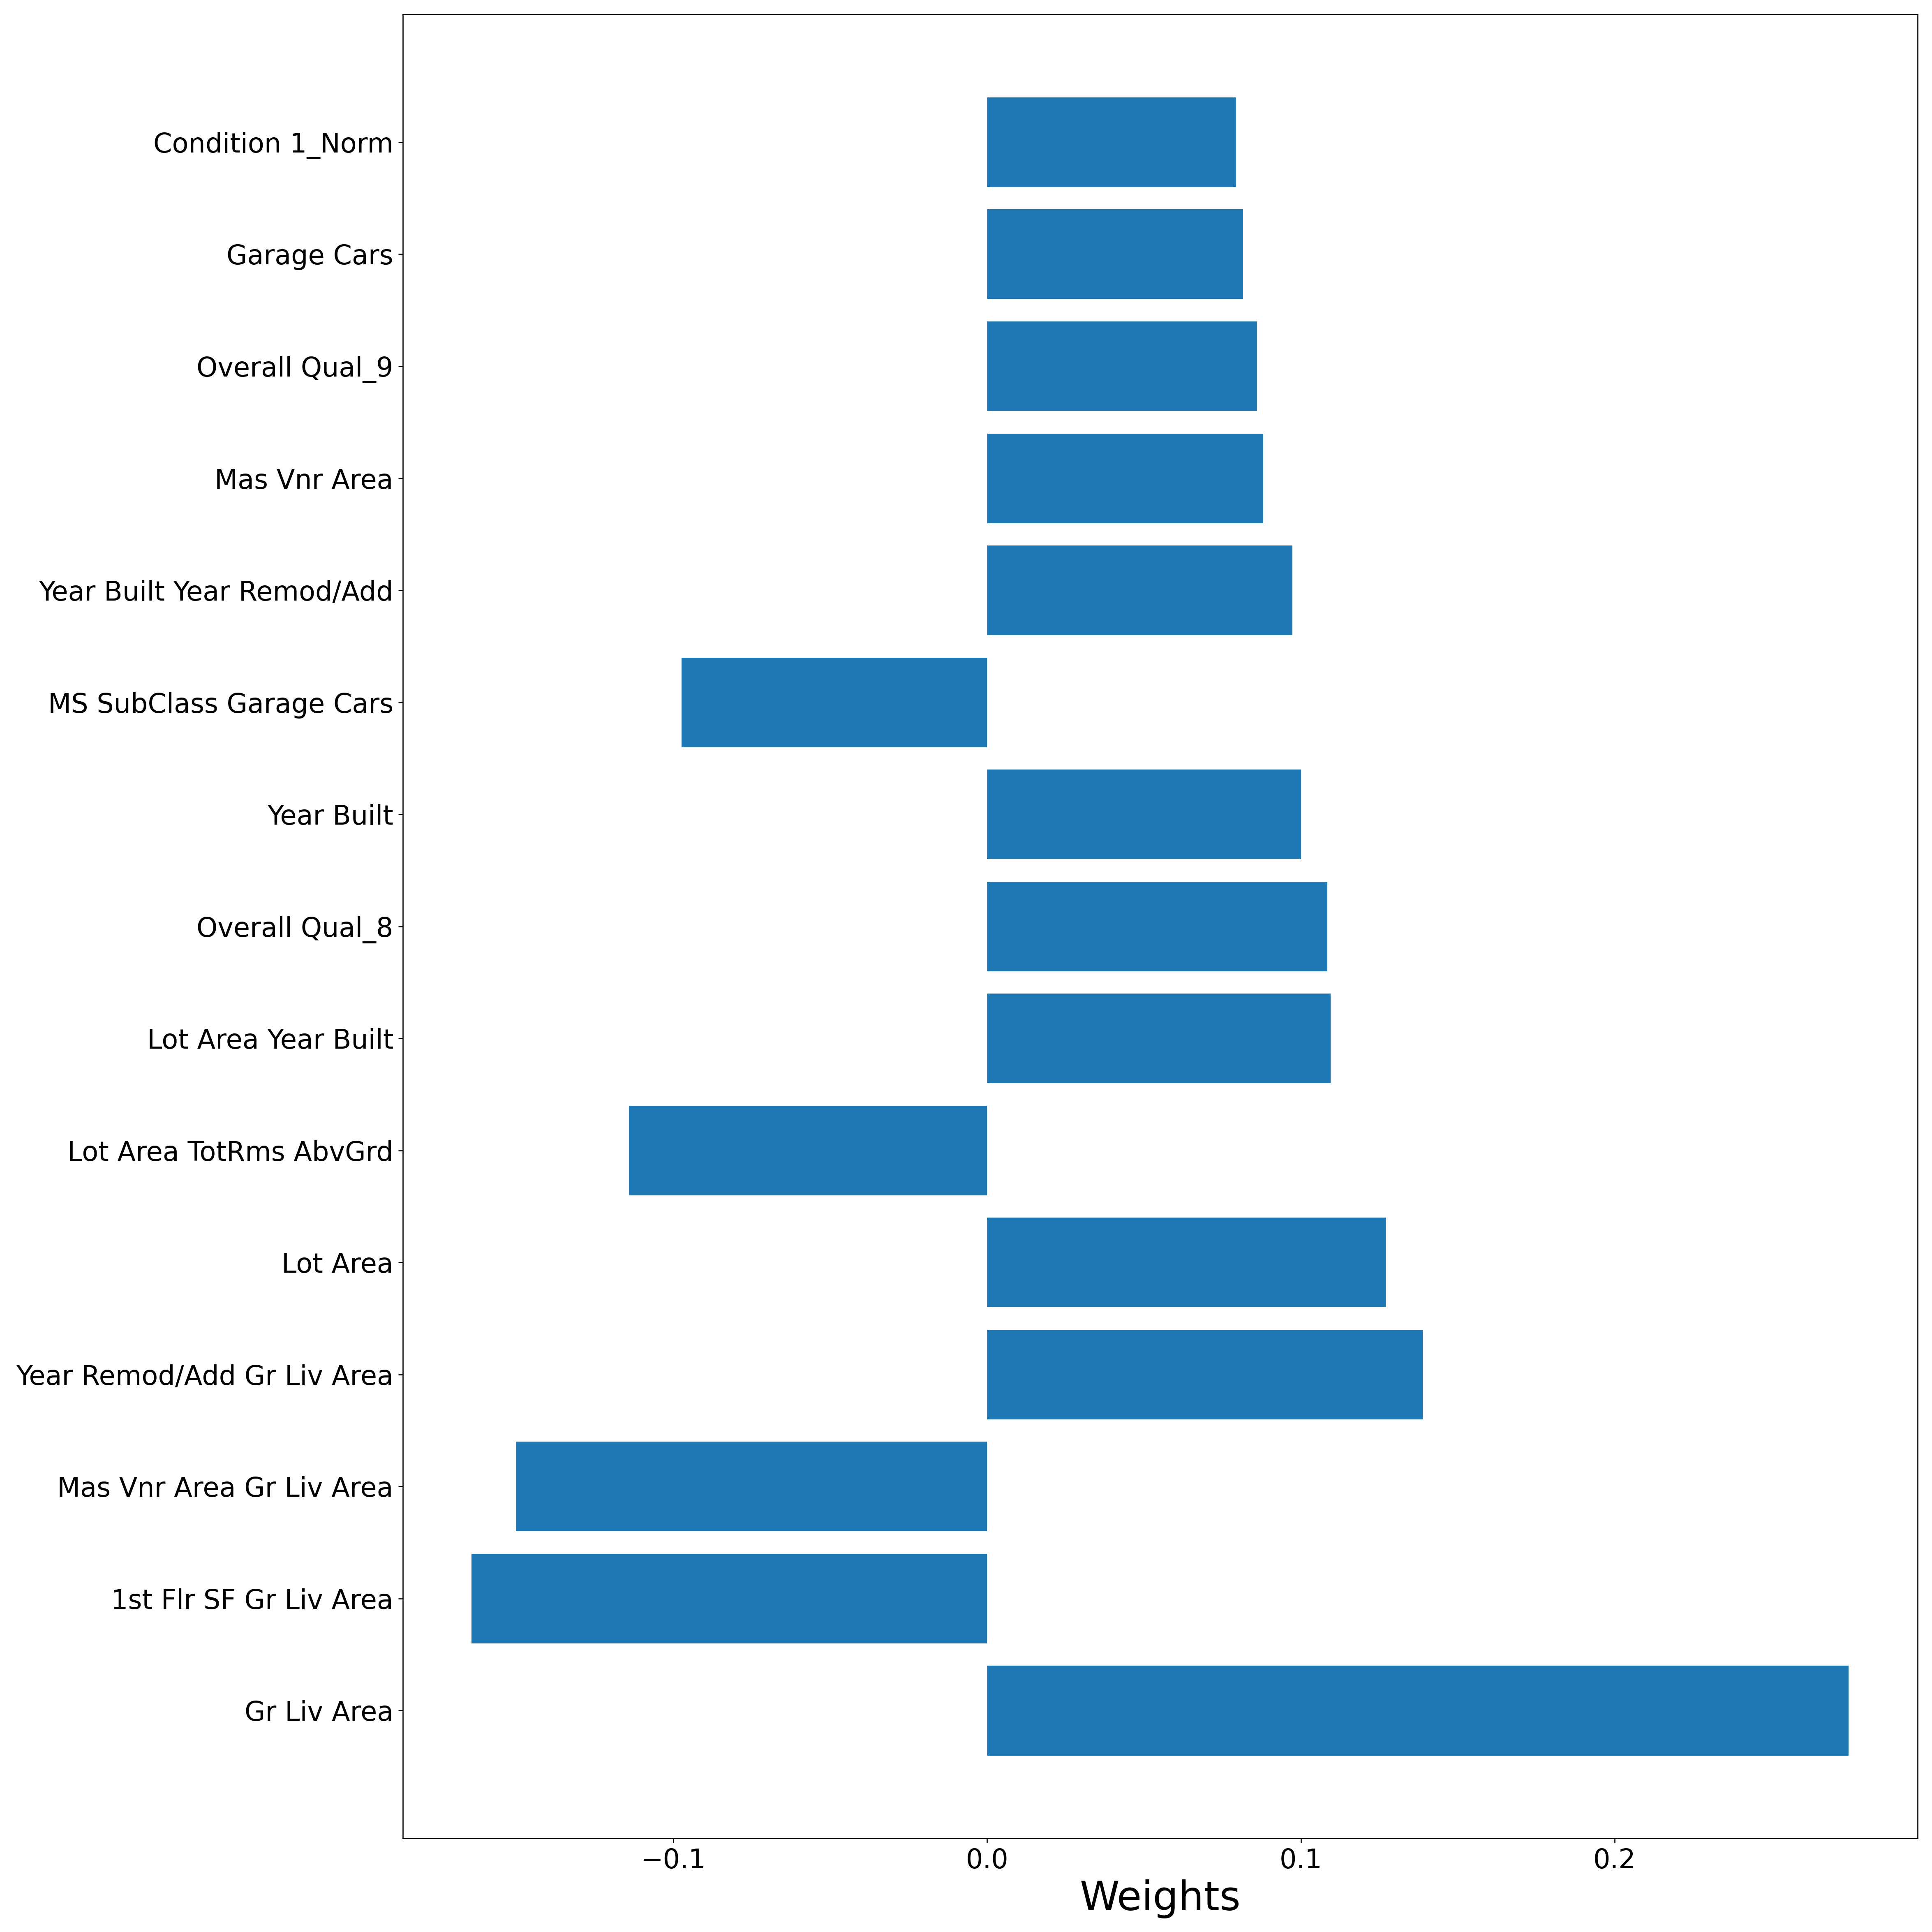 Condition 1_Norm
Garage Cars
Overall Qual_9
Mas Vnr Area
Year Built Year Remod/Add
MS SubClass Garage Cars
Year Built
Overall Qual_8
Lot Area Year Built
Lot Area TotRms AbvGrd
Lot Area
Year Remod/Add Gr Liv Area
Mas Vnr Area Gr Liv Area
1st Flr SF Gr Liv Area
Gr Liv Area
−0.1 0.0 0.1 0.2
Weights